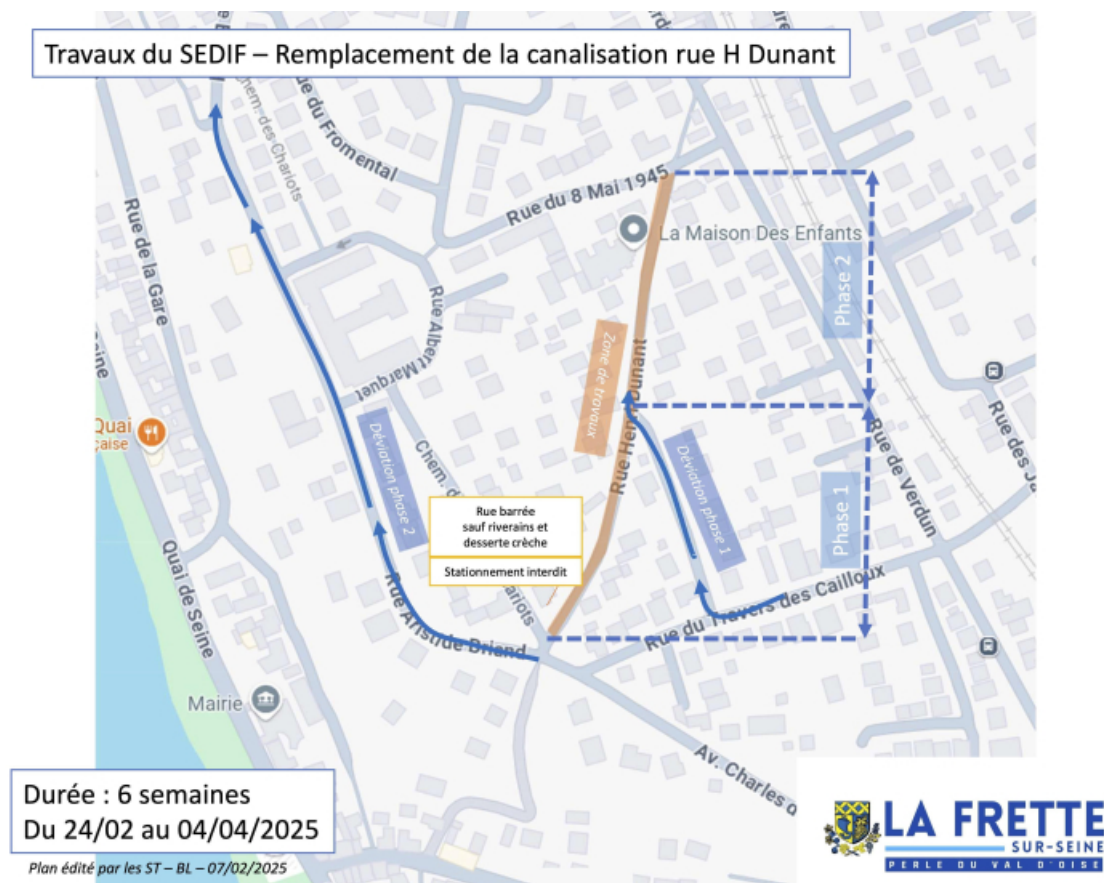 Travaux du SEDIF – Remplacement de la canalisation rue H Dunant
Chem. des Chariots
Rue du Fromental
Rue du 8 Mai 1945
La Maison Des Enfants
Rue de la Gare
Phase 2
Rue Albert Marquet
Zone de travaux
Rue Henri Dunant
Quai
çaise
Seine
Déviation phase 2
Déviation phase 1
Rue de Verdun
Rue des Ja
Phase 1
Chem. d
hariots
Rue barrée
sauf riverains et
desserte crèche
Stationnement interdit
Quai de Seine
Rue Aristide Briand
Rue du Travers des Cailloux
Mairie
Av. Charles d
Durée : 6 semaines
Du 24/02 au 04/04/2025
Plan édité par les ST – BL – 07/02/2025
LA FRETTE
SUR-SEINE
PERLE DU VAL D'OISE